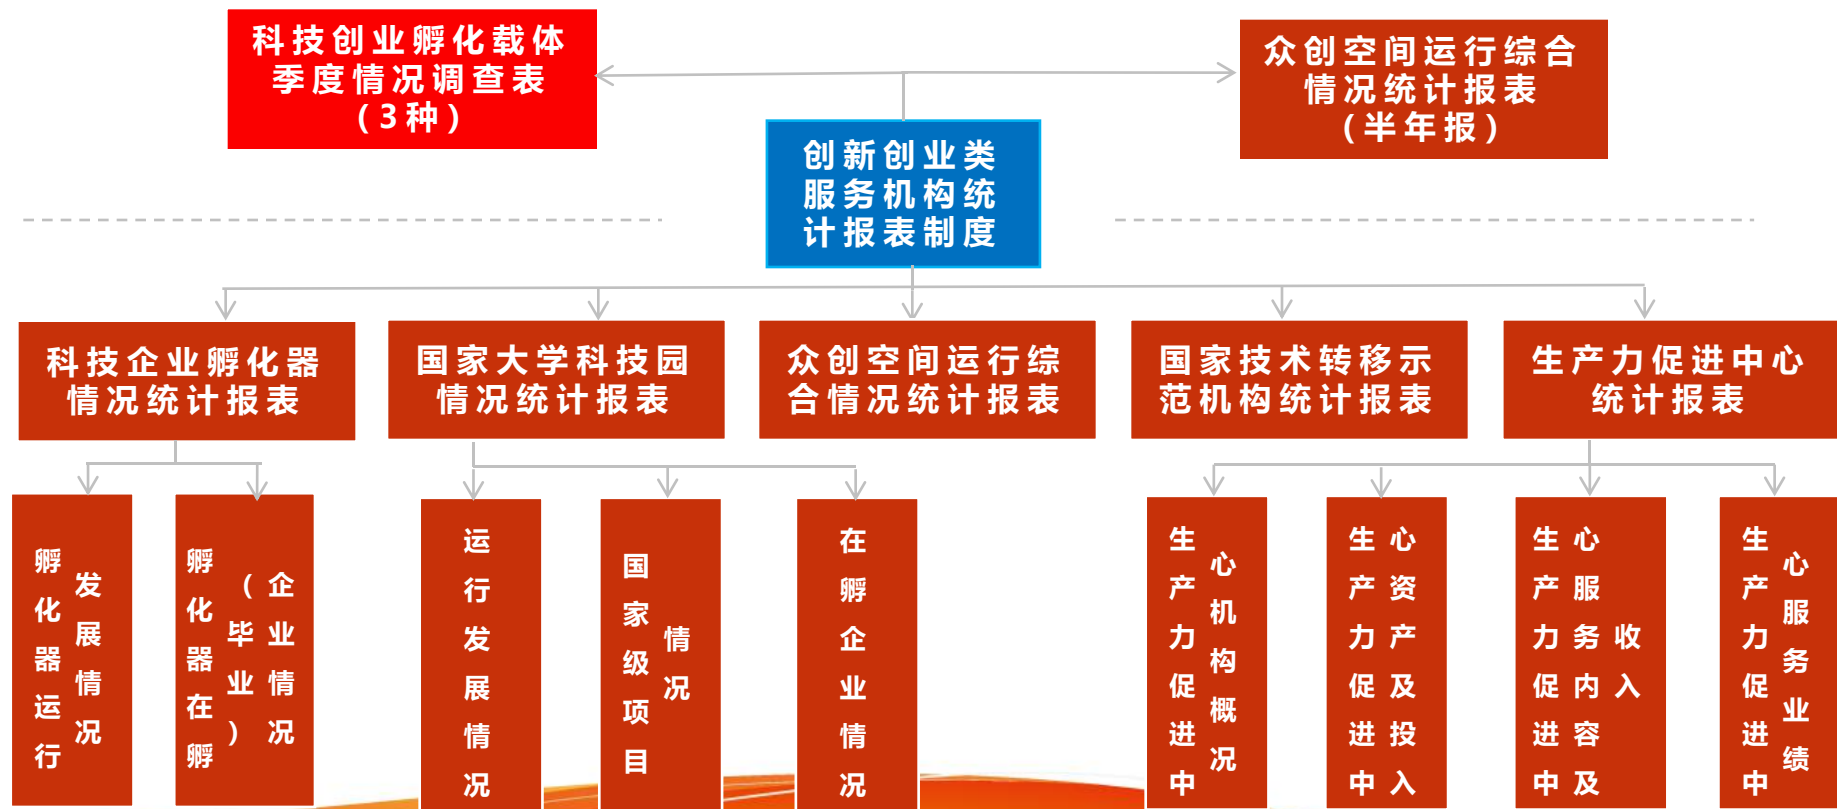 科技创业孵化载体
季度情况调查表
(3种)
众创空间运行综合
情况统计报表
(半年报)
创新创业类
服务机构统
计报表制度
科技企业孵化器
情况统计报表
国家大学科技园
情况统计报表
众创空间运行综
合情况统计报表
国家技术转移示
范机构统计报表
生产力促进中心
统计报表
孵化器运行
发展情况
孵化器在孵
(毕业)
企业情况
运行发展情况
国家级项目
情况
在孵企业情况
生产力促进中
心机构概况
生产力促进中
心资产及投入
生产力促进中
心服务内容及
收入
生产力促进中
心服务业绩